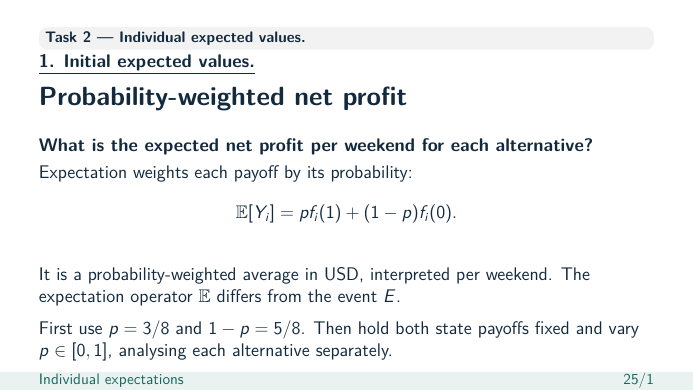 Task 2 — Individual expected values.
1. Initial expected values.
Probability-weighted net profit
What is the expected net profit per weekend for each alternative?
Expectation weights each payoff by its probability:
𝔼[Yᵢ] = pfᵢ(1) + (1 − p)fᵢ(0).
It is a probability-weighted average in USD, interpreted per weekend. The
expectation operator 𝔼 differs from the event E.
First use p = 3/8 and 1 − p = 5/8. Then hold both state payoffs fixed and vary
p ∈ [0, 1], analysing each alternative separately.
Individual expectations 25/1